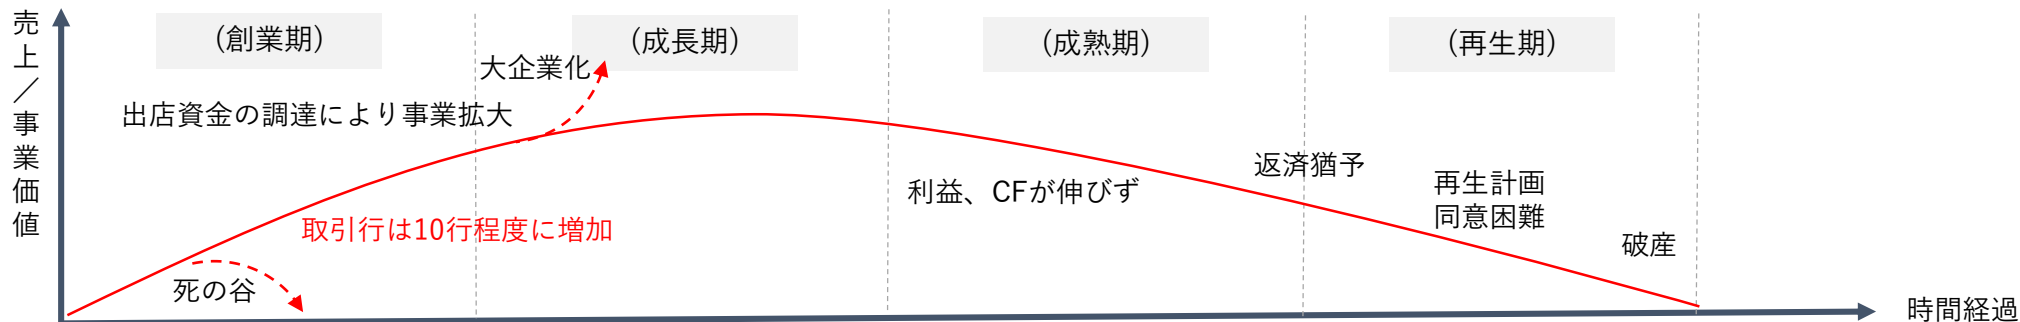 売上／事業価値
（創業期）
（成長期）
（成熟期）
（再生期）
大企業化
出店資金の調達により事業拡大
返済猶予
利益、CFが伸びず
再生計画
同意困難
取引行は10行程度に増加
破産
死の谷
時間経過